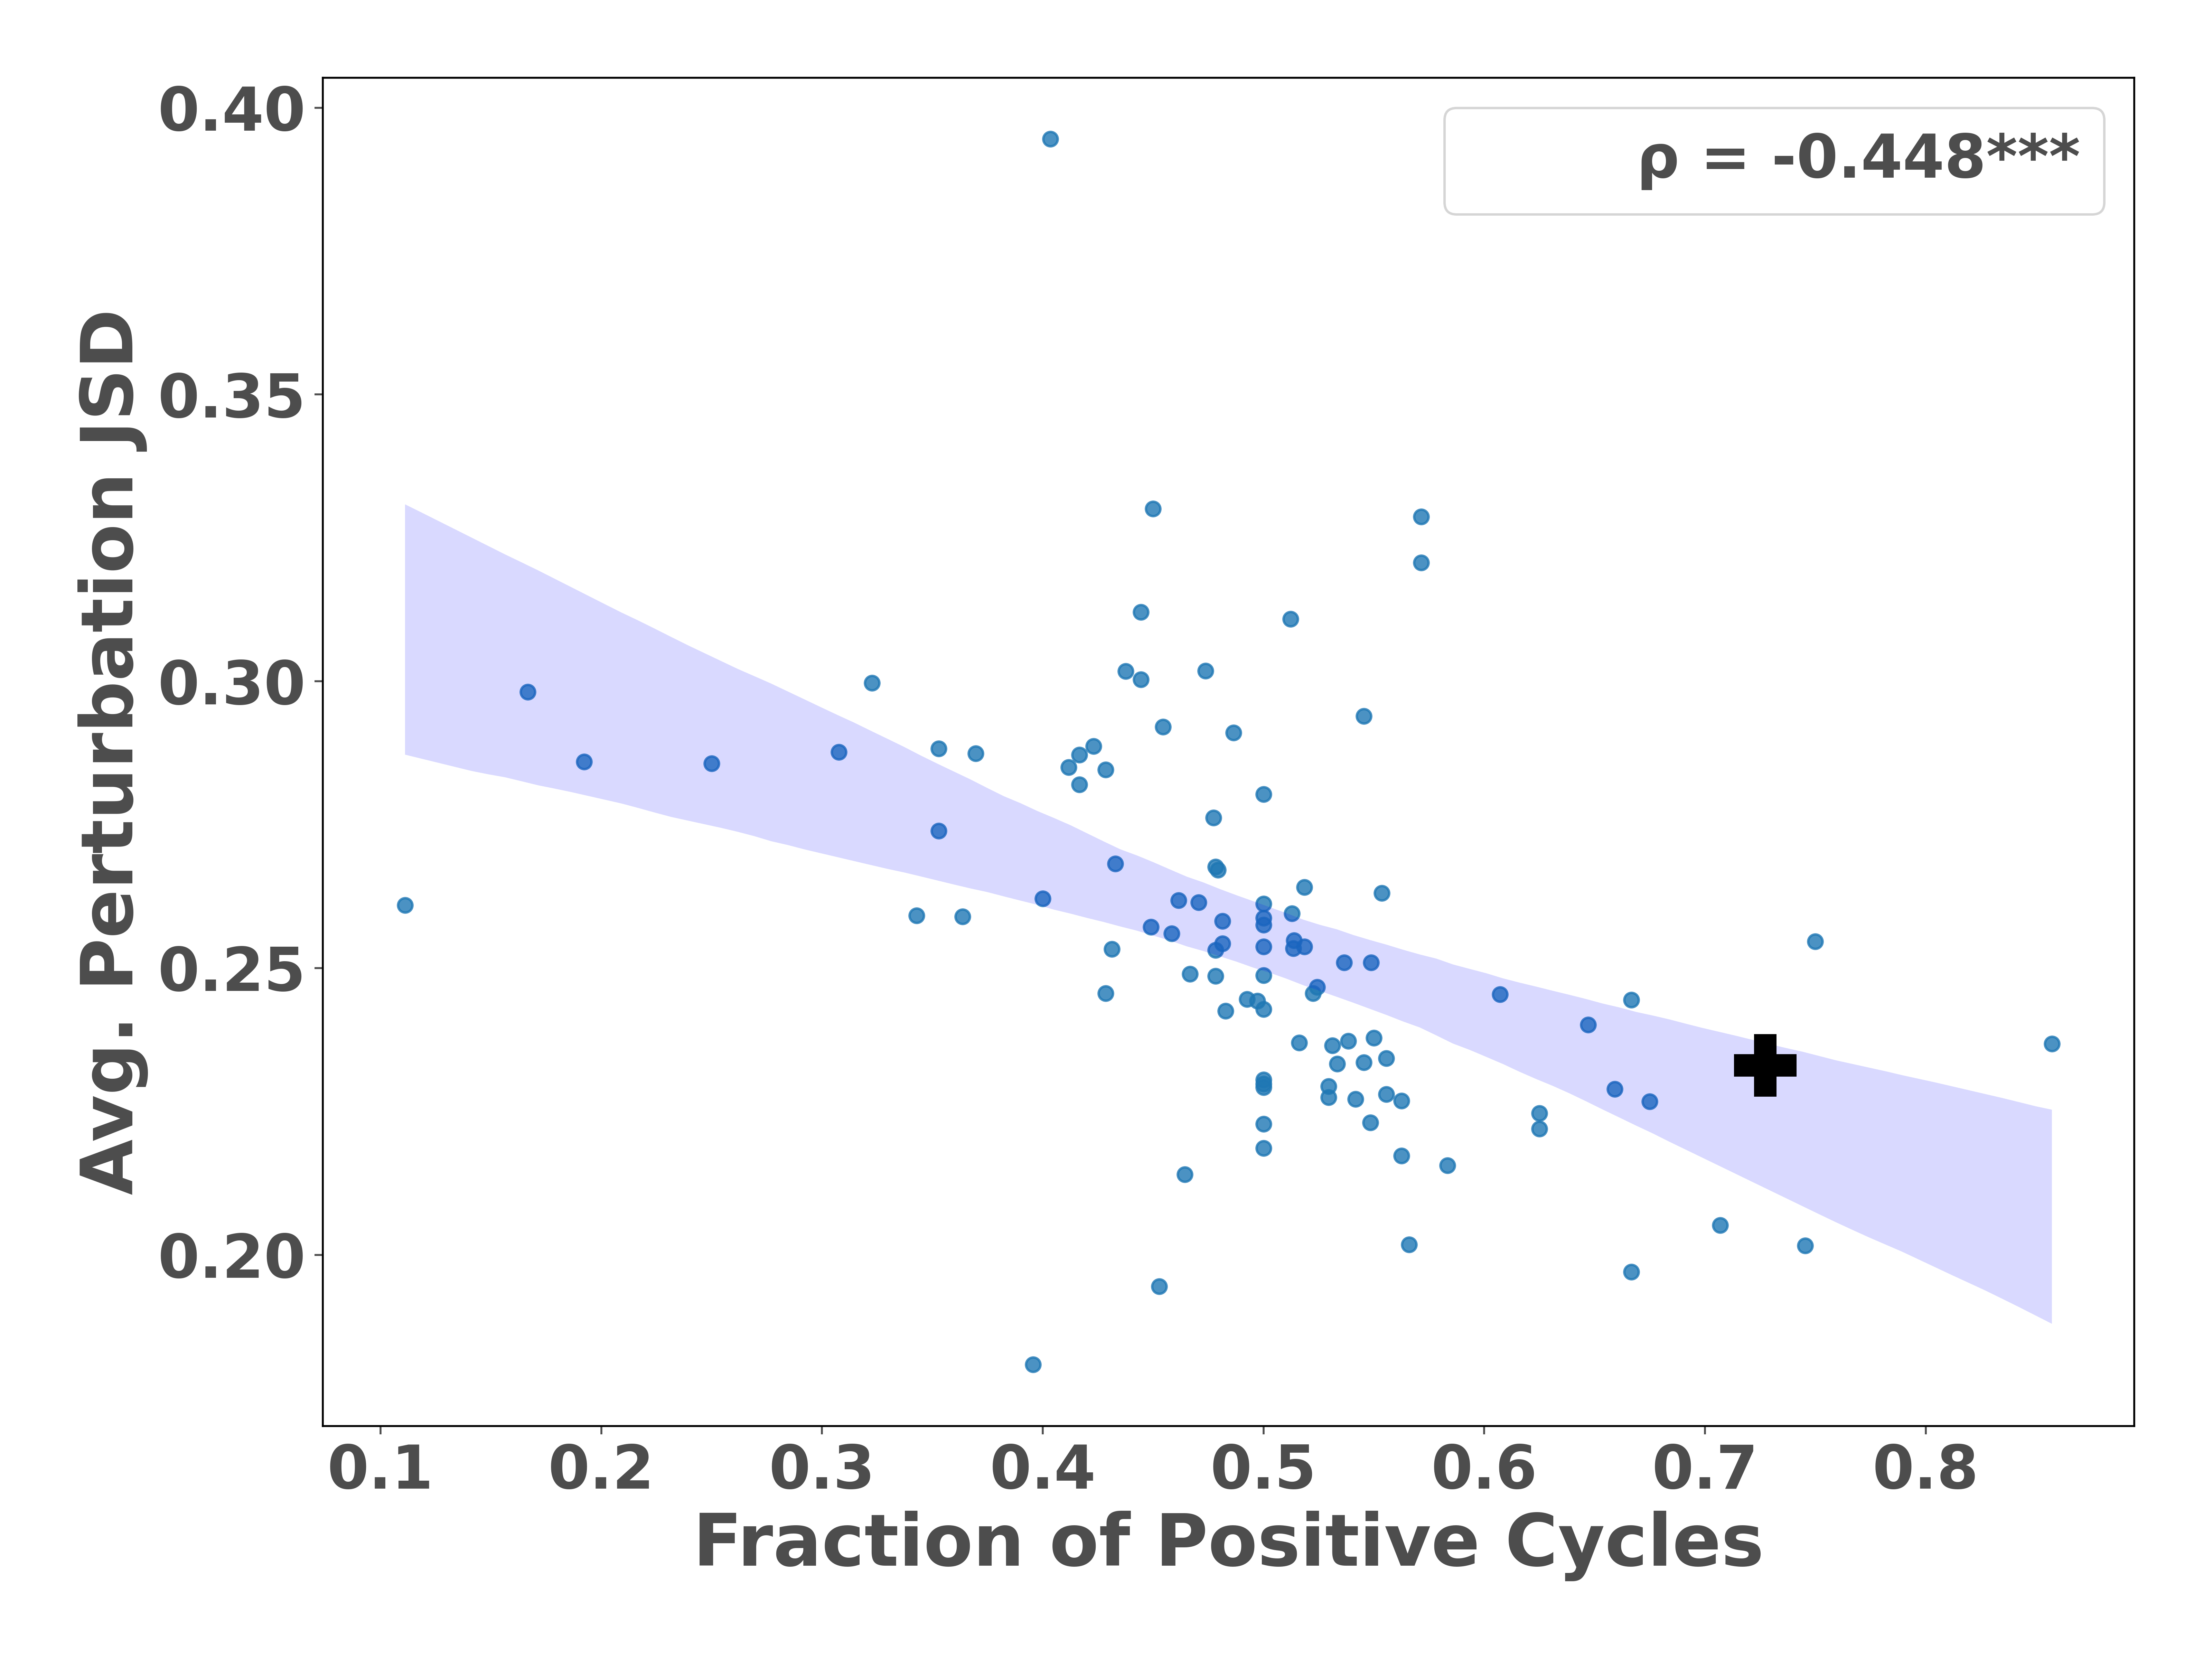 ρ = -0.448***
Avg. Perturbation JSD
0.40
0.35
0.30
0.25
0.20
0.1 0.2 0.3 0.4 0.5 0.6 0.7 0.8
Fraction of Positive Cycles